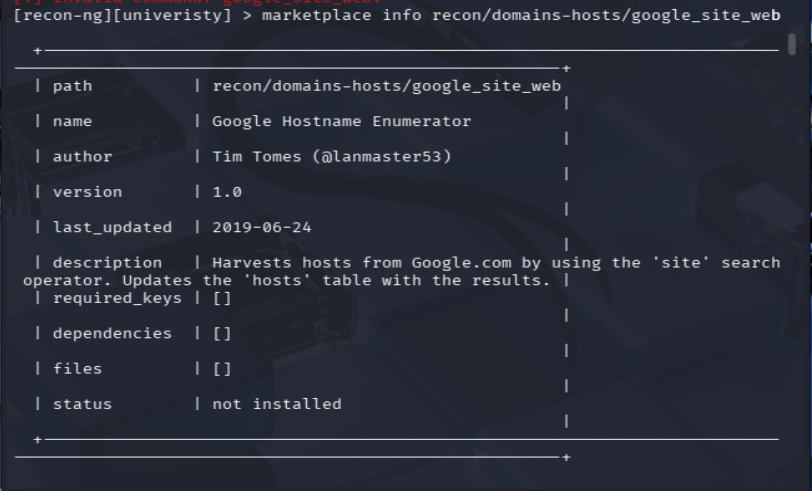 [recon-ng][univeristy] > marketplace info recon/domains-hosts/google_site_web
| path | recon/domains-hosts/google_site_web |
| name | Google Hostname Enumerator |
| author | Tim Tomes (@lanmaster53) |
| version | 1.0 |
| last_updated | 2019-06-24 |
| description | Harvests hosts from Google.com by using the 'site' search
operator. Updates the 'hosts' table with the results. |
| required_keys | [] |
| dependencies | [] |
| files | [] |
| status | not installed |